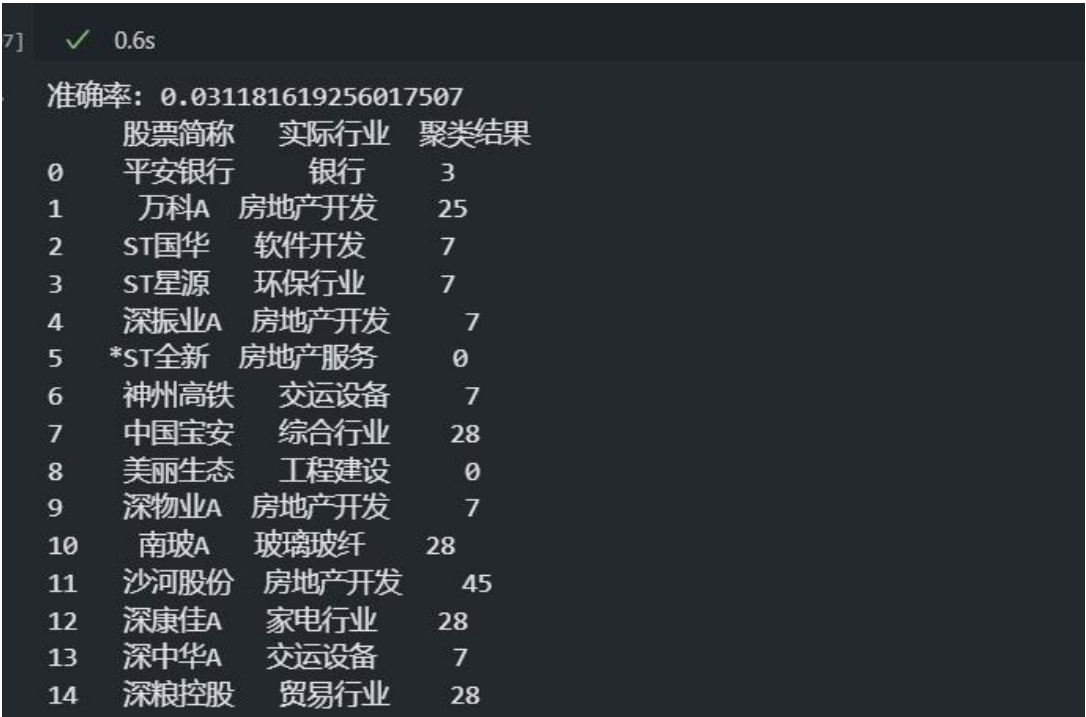 7] ✓ 0.6s
准确率: 0.031181619256017507
股票简称 实际行业 聚类结果
0 平安银行 银行 3
1 万科A 房地产开发 25
2 ST国华 软件开发 7
3 ST星源 环保行业 7
4 深振业A 房地产开发 7
5 *ST全新 房地产服务 0
6 神州高铁 交运设备 7
7 中国宝安 综合行业 28
8 美丽生态 工程建设 0
9 深物业A 房地产开发 7
10 南玻A 玻璃玻纤 28
11 沙河股份 房地产开发 45
12 深康佳A 家电行业 28
13 深中华A 交运设备 7
14 深粮控股 贸易行业 28